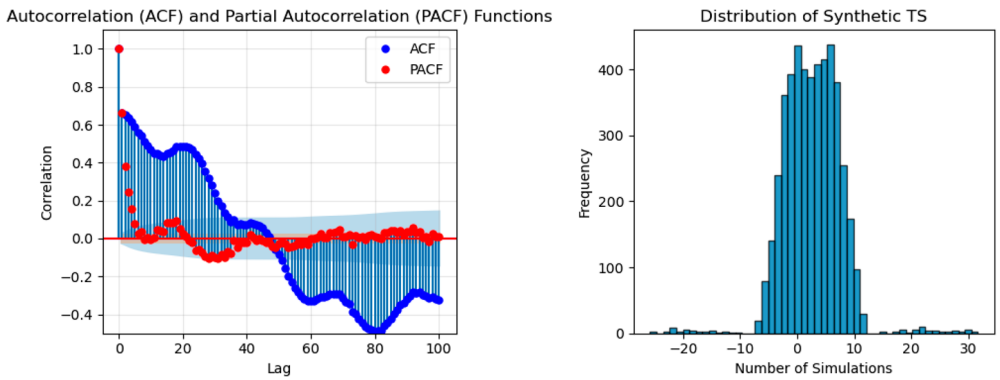 Autocorrelation (ACF) and Partial Autocorrelation (PACF) Functions
1.0
0.8
0.6
0.4
0.2
0.0
−0.2
−0.4
Correlation
ACF
PACF
0 20 40 60 80 100
Lag
Distribution of Synthetic TS
400
300
200
100
0
Frequency
−20 −10 0 10 20 30
Number of Simulations